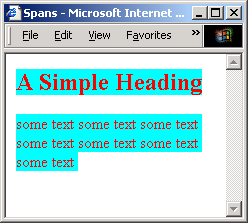 Spans - Microsoft Internet ...
File Edit View Favorites »
A Simple Heading
some text some text some text
some text some text some text
some text